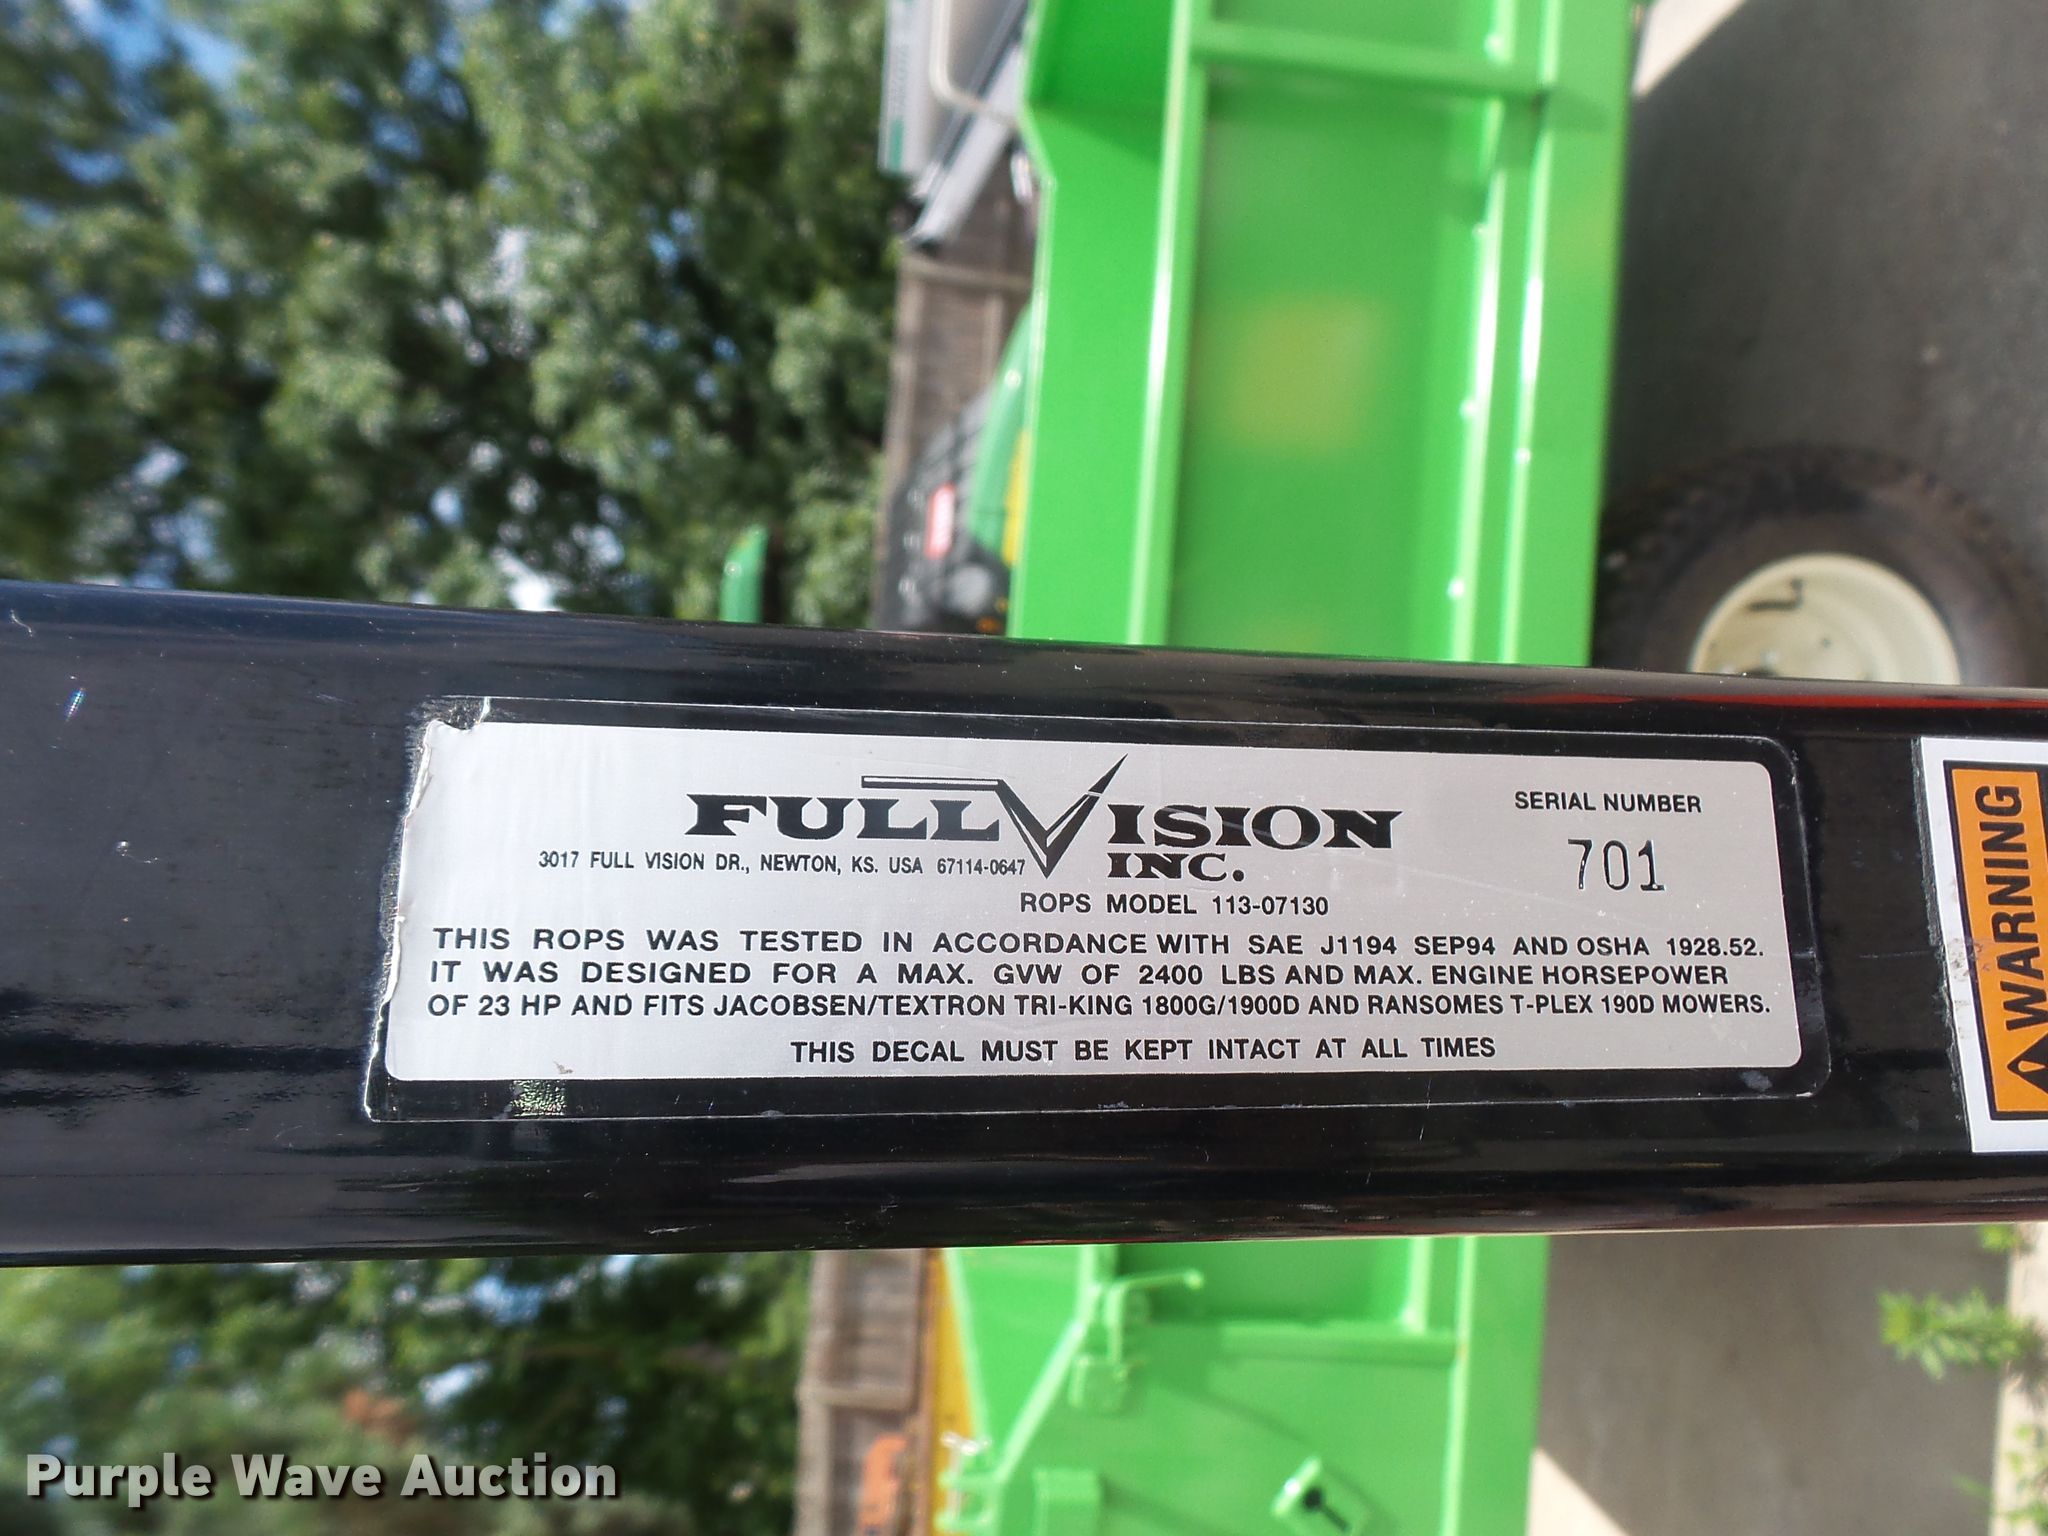 FULL VISION
INC.
3017 FULL VISION DR., NEWTON, KS. USA 67114-0647
SERIAL NUMBER
701
ROPS MODEL 113-07130
THIS ROPS WAS TESTED IN ACCORDANCE WITH SAE J1194 SEP94 AND OSHA 1928.52.
IT WAS DESIGNED FOR A MAX. GVW OF 2400 LBS AND MAX. ENGINE HORSEPOWER
OF 23 HP AND FITS JACOBSEN/TEXTRON TRI-KING 1800G/1900D AND RANSOMES T-PLEX 190D MOWERS.
THIS DECAL MUST BE KEPT INTACT AT ALL TIMES
WARNING
Purple Wave Auction